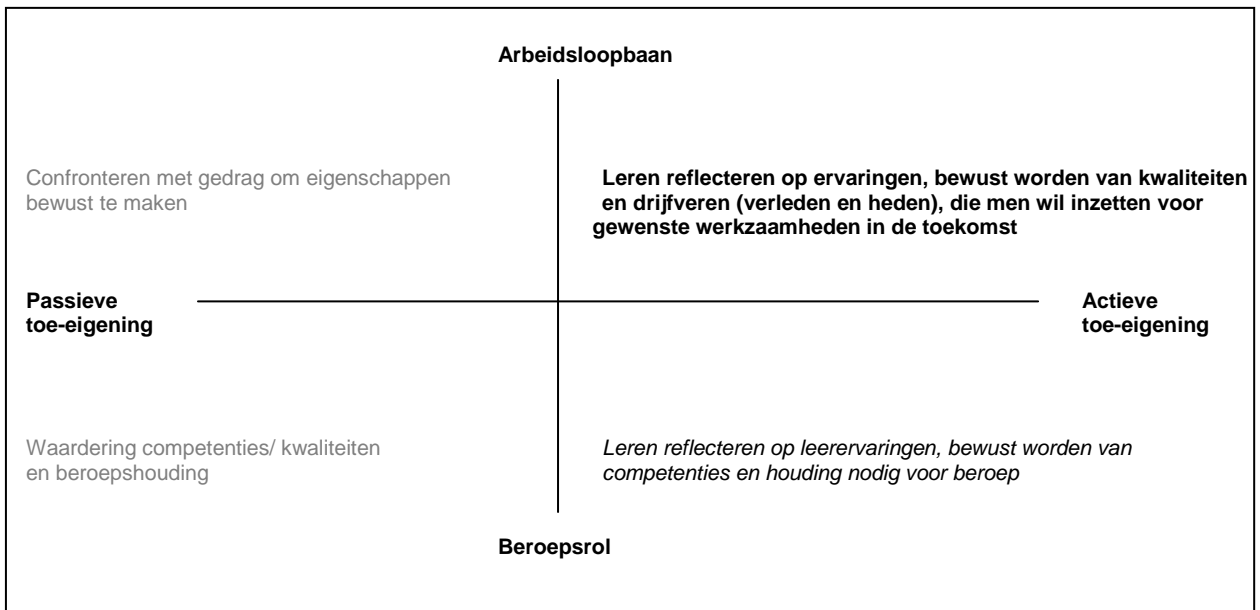 Arbeidsloopbaan
Confronteren met gedrag om eigenschappen
bewust te maken
Leren reflecteren op ervaringen, bewust worden van kwaliteiten
en drijfveren (verleden en heden), die men wil inzetten voor
gewenste werkzaamheden in de toekomst
Passieve
toe-eigening
Actieve
toe-eigening
Waardering competenties/ kwaliteiten
en beroepshouding
Leren reflecteren op leerervaringen, bewust worden van
competenties en houding nodig voor beroep
Beroepsrol